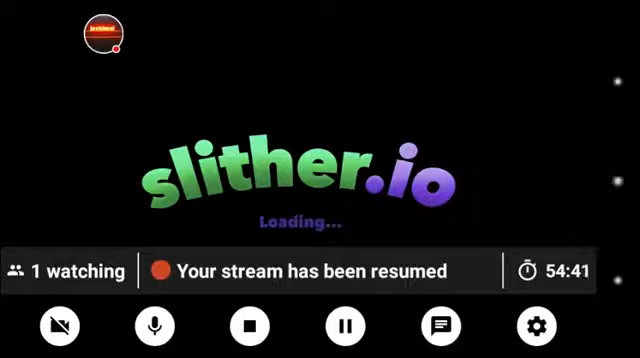 slither.io
Loading...
1 watching
Your stream has been resumed
54:41